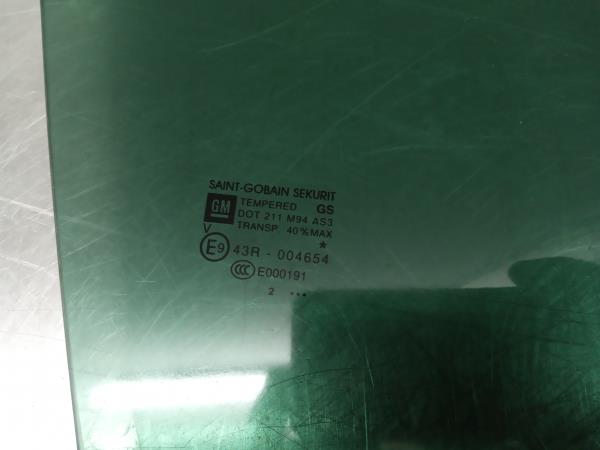 SAINT-GOBAIN SEKURIT
GM TEMPERED GS
DOT 211 M94 AS3
TRANSP 40%MAX
V
E9 43R - 004654
CCC E000191
2 •••